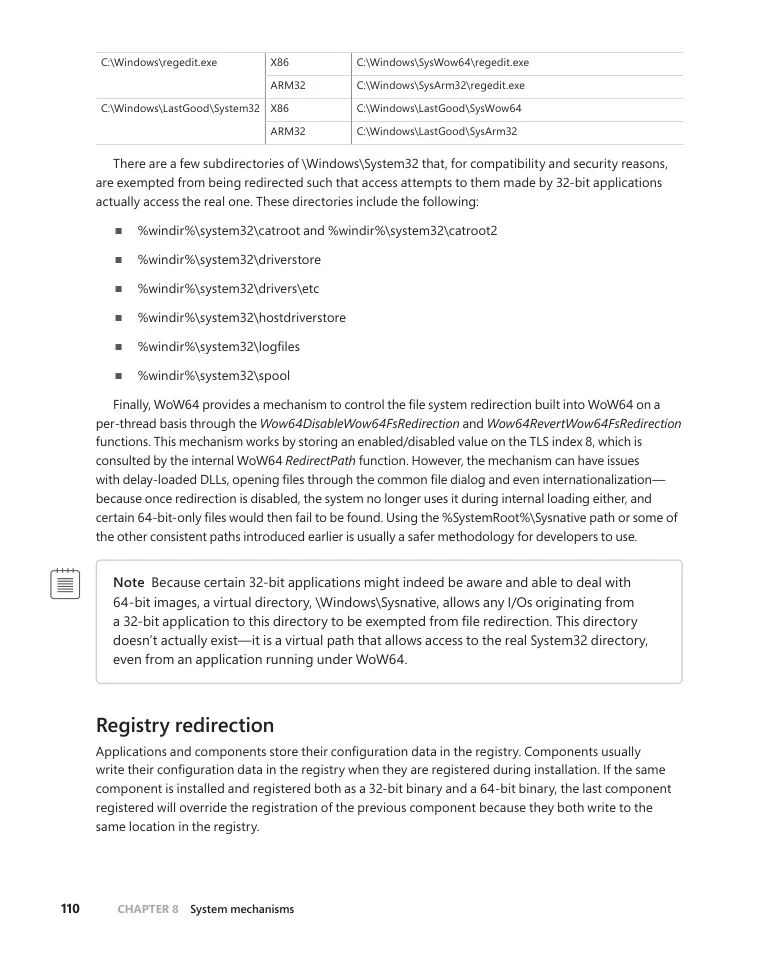 C:\Windows\regedit.exe X86 C:\Windows\SysWow64\regedit.exe
ARM32 C:\Windows\SysArm32\regedit.exe
C:\Windows\LastGood\System32 X86 C:\Windows\LastGood\SysWow64
ARM32 C:\Windows\LastGood\SysArm32
There are a few subdirectories of \Windows\System32 that, for compatibility and security reasons,
are exempted from being redirected such that access attempts to them made by 32-bit applications
actually access the real one. These directories include the following:
■ %windir%\system32\catroot and %windir%\system32\catroot2
■ %windir%\system32\driverstore
■ %windir%\system32\drivers\etc
■ %windir%\system32\hostdriverstore
■ %windir%\system32\logfiles
■ %windir%\system32\spool
Finally, WoW64 provides a mechanism to control the file system redirection built into WoW64 on a
per-thread basis through the Wow64DisableWow64FsRedirection and Wow64RevertWow64FsRedirection
functions. This mechanism works by storing an enabled/disabled value on the TLS index 8, which is
consulted by the internal WoW64 RedirectPath function. However, the mechanism can have issues
with delay-loaded DLLs, opening files through the common file dialog and even internationalization—
because once redirection is disabled, the system no longer uses it during internal loading either, and
certain 64-bit-only files would then fail to be found. Using the %SystemRoot%\Sysnative path or some of
the other consistent paths introduced earlier is usually a safer methodology for developers to use.
Note Because certain 32-bit applications might indeed be aware and able to deal with
64-bit images, a virtual directory, \Windows\Sysnative, allows any I/Os originating from
a 32-bit application to this directory to be exempted from file redirection. This directory
doesn't actually exist—it is a virtual path that allows access to the real System32 directory,
even from an application running under WoW64.
Registry redirection
Applications and components store their configuration data in the registry. Components usually
write their configuration data in the registry when they are registered during installation. If the same
component is installed and registered both as a 32-bit binary and a 64-bit binary, the last component
registered will override the registration of the previous component because they both write to the
same location in the registry.
110 CHAPTER 8 System mechanisms